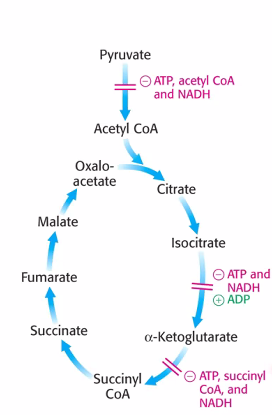 Pyruvate
⊖ ATP, acetyl CoA
and NADH
Acetyl CoA
Oxalo-
acetate
Citrate
Malate
Isocitrate
Fumarate
⊖ ATP and
NADH
⊕ ADP
Succinate
α-Ketoglutarate
Succinyl
CoA
⊖ ATP, succinyl
CoA, and
NADH